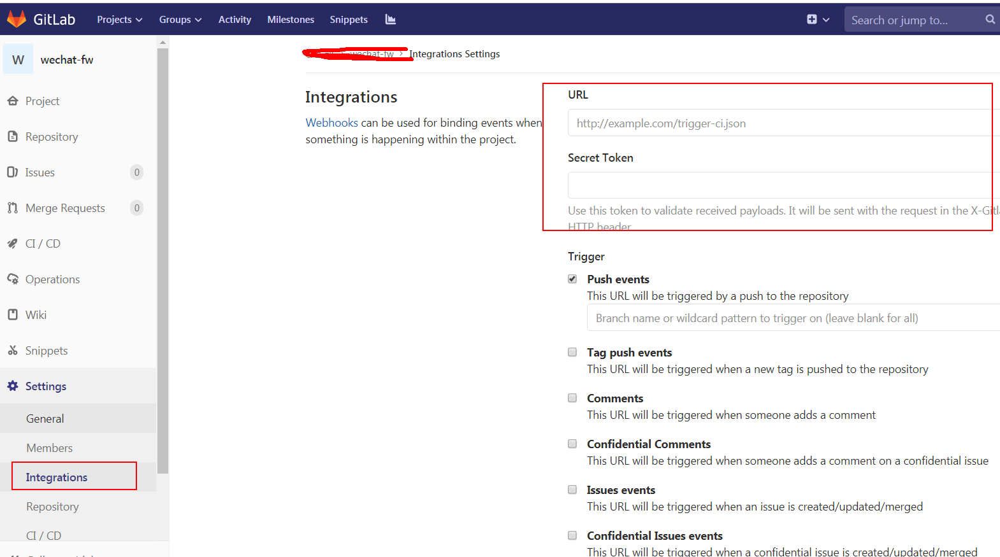 GitLab Projects Groups Activity Milestones Snippets Search or jump to...
W wechat-fw
Project
Repository
Issues 0
Merge Requests 0
CI / CD
Operations
Wiki
Snippets
Settings
General
Members
Integrations
Repository
CI / CD
wechat-fw > Integrations Settings
Integrations
Webhooks can be used for binding events when
something is happening within the project.
URL
http://example.com/trigger-ci.json
Secret Token
Use this token to validate received payloads. It will be sent with the request in the X-Gitla
HTTP header
Trigger
Push events
This URL will be triggered by a push to the repository
Branch name or wildcard pattern to trigger on (leave blank for all)
Tag push events
This URL will be triggered when a new tag is pushed to the repository
Comments
This URL will be triggered when someone adds a comment
Confidential Comments
This URL will be triggered when someone adds a comment on a confidential issue
Issues events
This URL will be triggered when an issue is created/updated/merged
Confidential Issues events
This URL will be triggered when a confidential issue is created/updated/merged